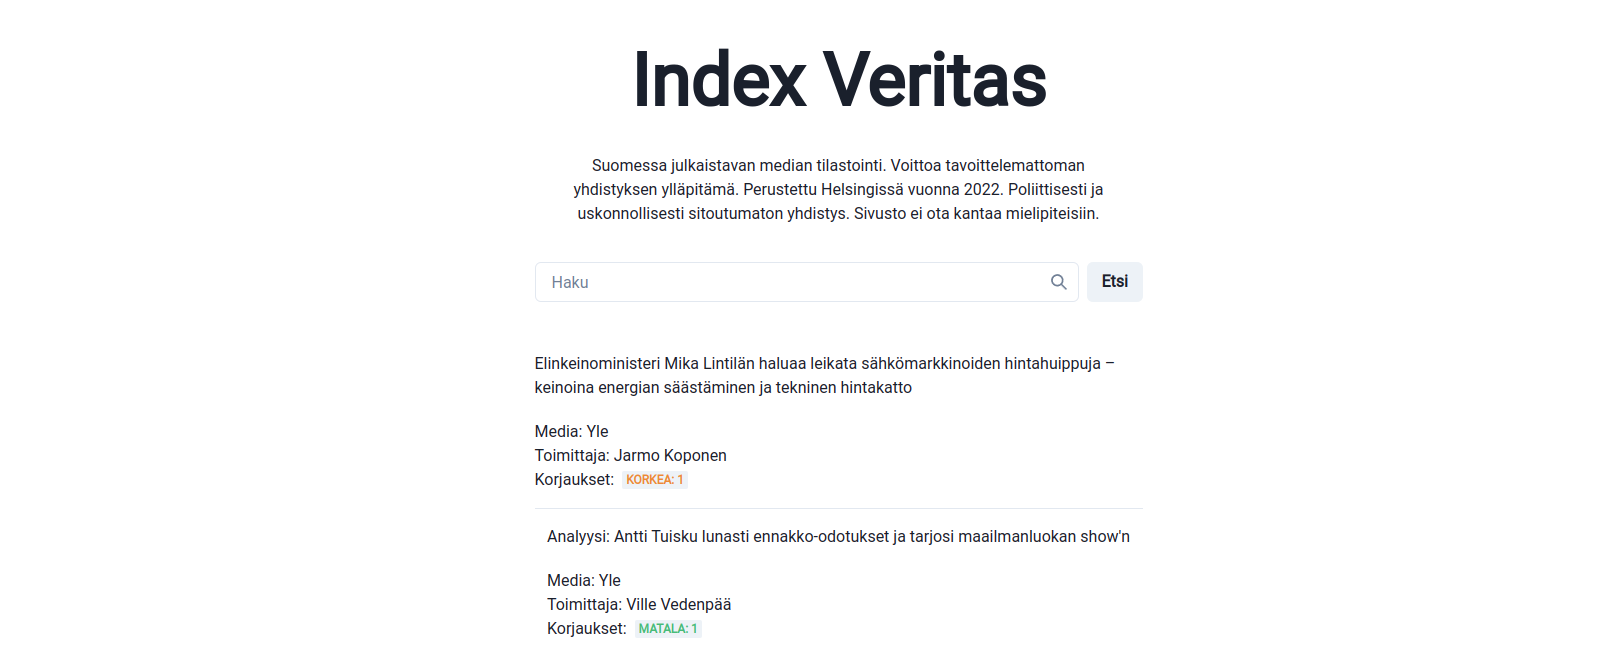 Index Veritas
Suomessa julkaistavan median tilastointi. Voittoa tavoittelemattoman
yhdistyksen ylläpitämä. Perustettu Helsingissä vuonna 2022. Poliittisesti ja
uskonnollisesti sitoutumaton yhdistys. Sivusto ei ota kantaa mielipiteisiin.
Haku
Etsi
Elinkeinoministeri Mika Lintilän haluaa leikata sähkömarkkinoiden hintahuippuja –
keinoina energian säästäminen ja tekninen hintakatto
Media: Yle
Toimittaja: Jarmo Koponen
Korjaukset: KORKEA: 1
Analyysi: Antti Tuisku lunasti ennakko-odotukset ja tarjosi maailmanluokan show'n
Media: Yle
Toimittaja: Ville Vedenpää
Korjaukset: MATALA: 1